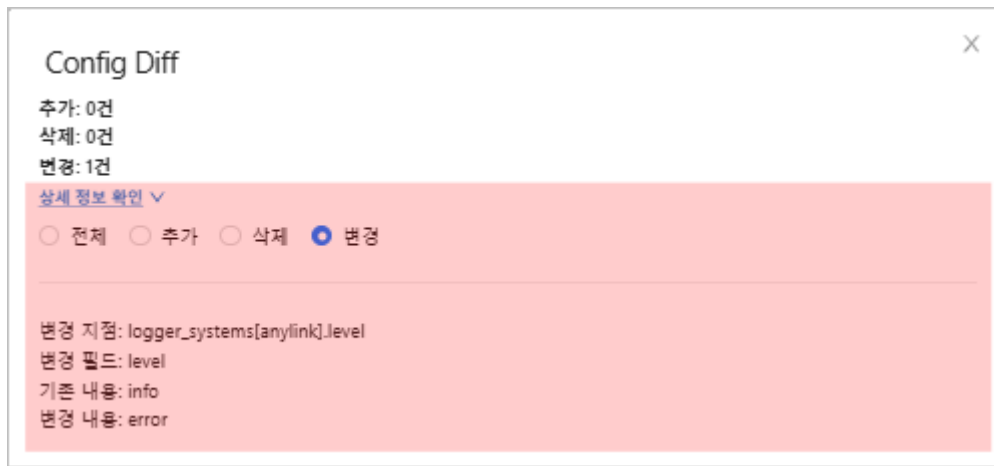 Config Diff
추가: 0건
삭제: 0건
변경: 1건
상세 정보 확인
전체 추가 삭제 변경
변경 지점: logger_systems[anylink].level
변경 필드: level
기존 내용: info
변경 내용: error